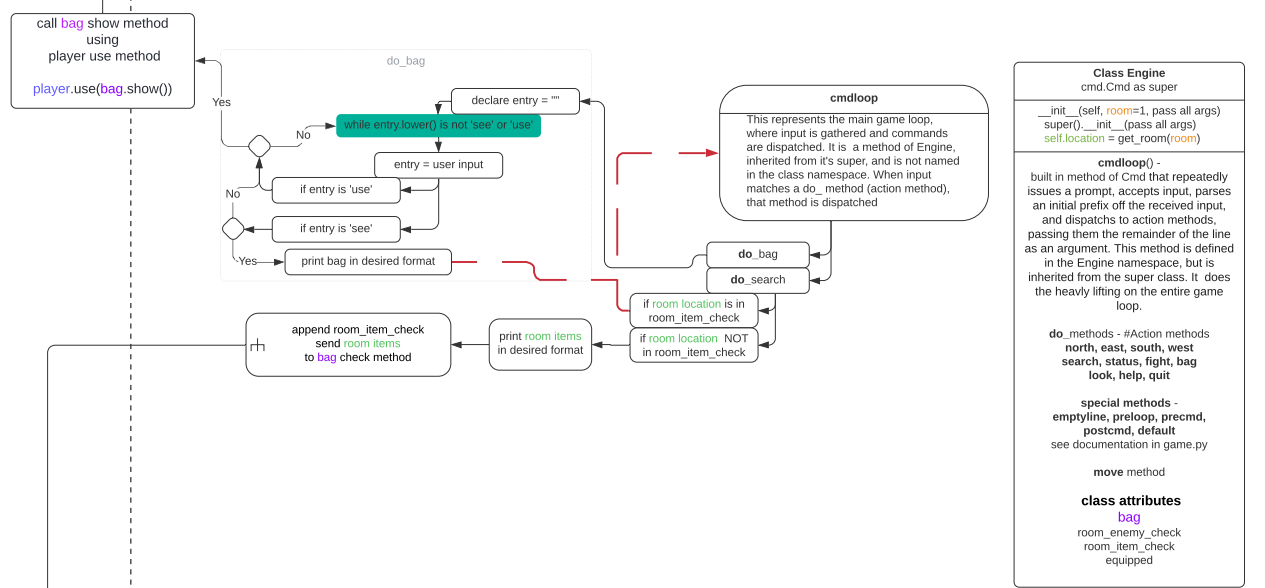 call bag show method
using
player use method
player.use(bag.show())
do_bag
Yes
No
declare entry = ""
while entry.lower() is not 'see' or 'use'
entry = user input
if entry is 'use'
No
if entry is 'see'
Yes
print bag in desired format
cmdloop
This represents the main game loop,
where input is gathered and commands
are dispatched. It is  a method of Engine,
inherited from it's super, and is not named
in the class namespace. When input
matches a do_ method (action method),
that method is dispatched
do_bag
do_search
if room location is in
room_item_check
if room location  NOT
in room_item_check
print room items
in desired format
append room_item_check
send room items
to bag check method
Class Engine
cmd.Cmd as super
__init__(self, room=1, pass all args)
super().__init__(pass all args)
self.location = get_room(room)
cmdloop() -
built in method of Cmd that repeatedly
issues a prompt, accepts input, parses
an initial prefix off the received input,
and dispatchs to action methods,
passing them the remainder of the line
as an argument. This method is defined
in the Engine namespace, but is
inherited from the super class. It  does
the heavly lifting on the entire game
loop.
do_methods - #Action methods
north, east, south, west
search, status, fight, bag
look, help, quit
special methods -
emptyline, preloop, precmd,
postcmd, default
see documentation in game.py
move method
class attributes
bag
room_enemy_check
room_item_check
equipped